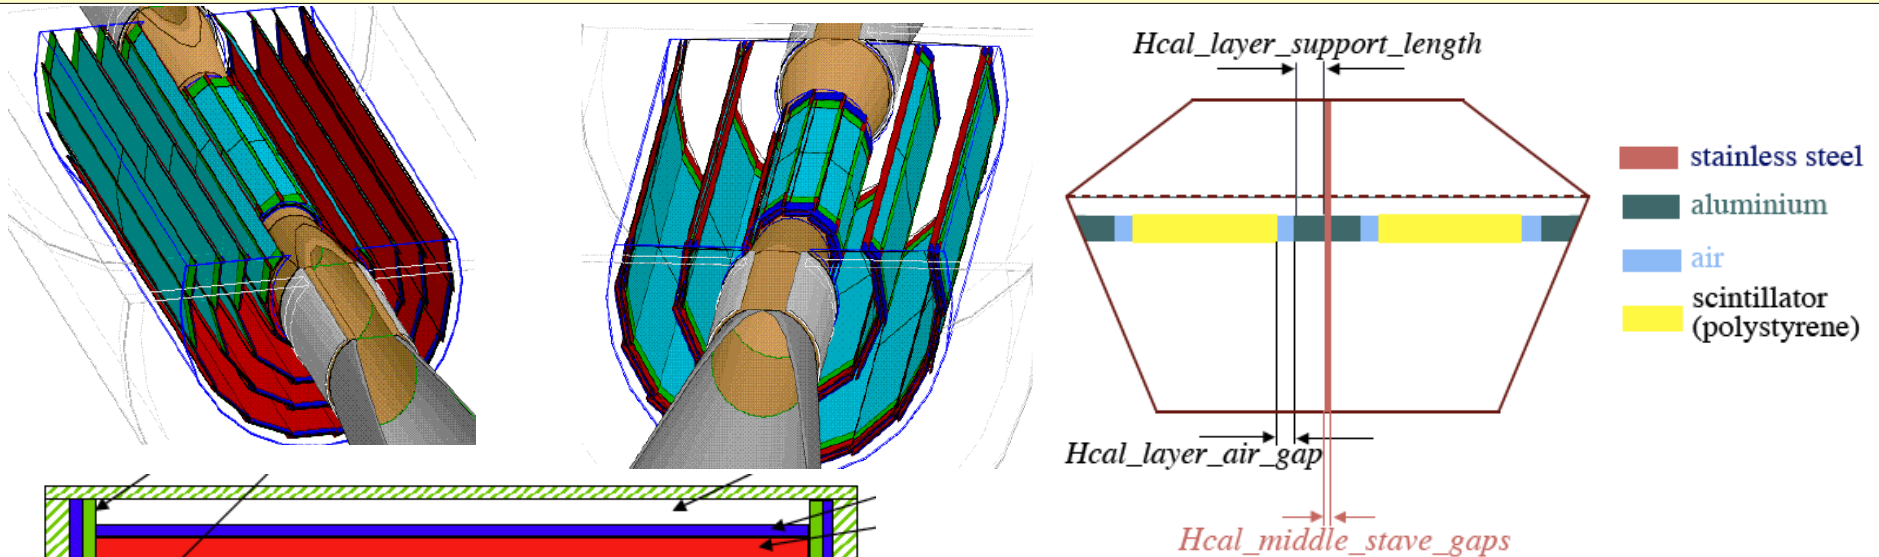 Hcal_layer_support_length
stainless steel
aluminium
air
scintillator
(polystyrene)
Hcal_layer_air_gap
Hcal_middle_stave_gaps